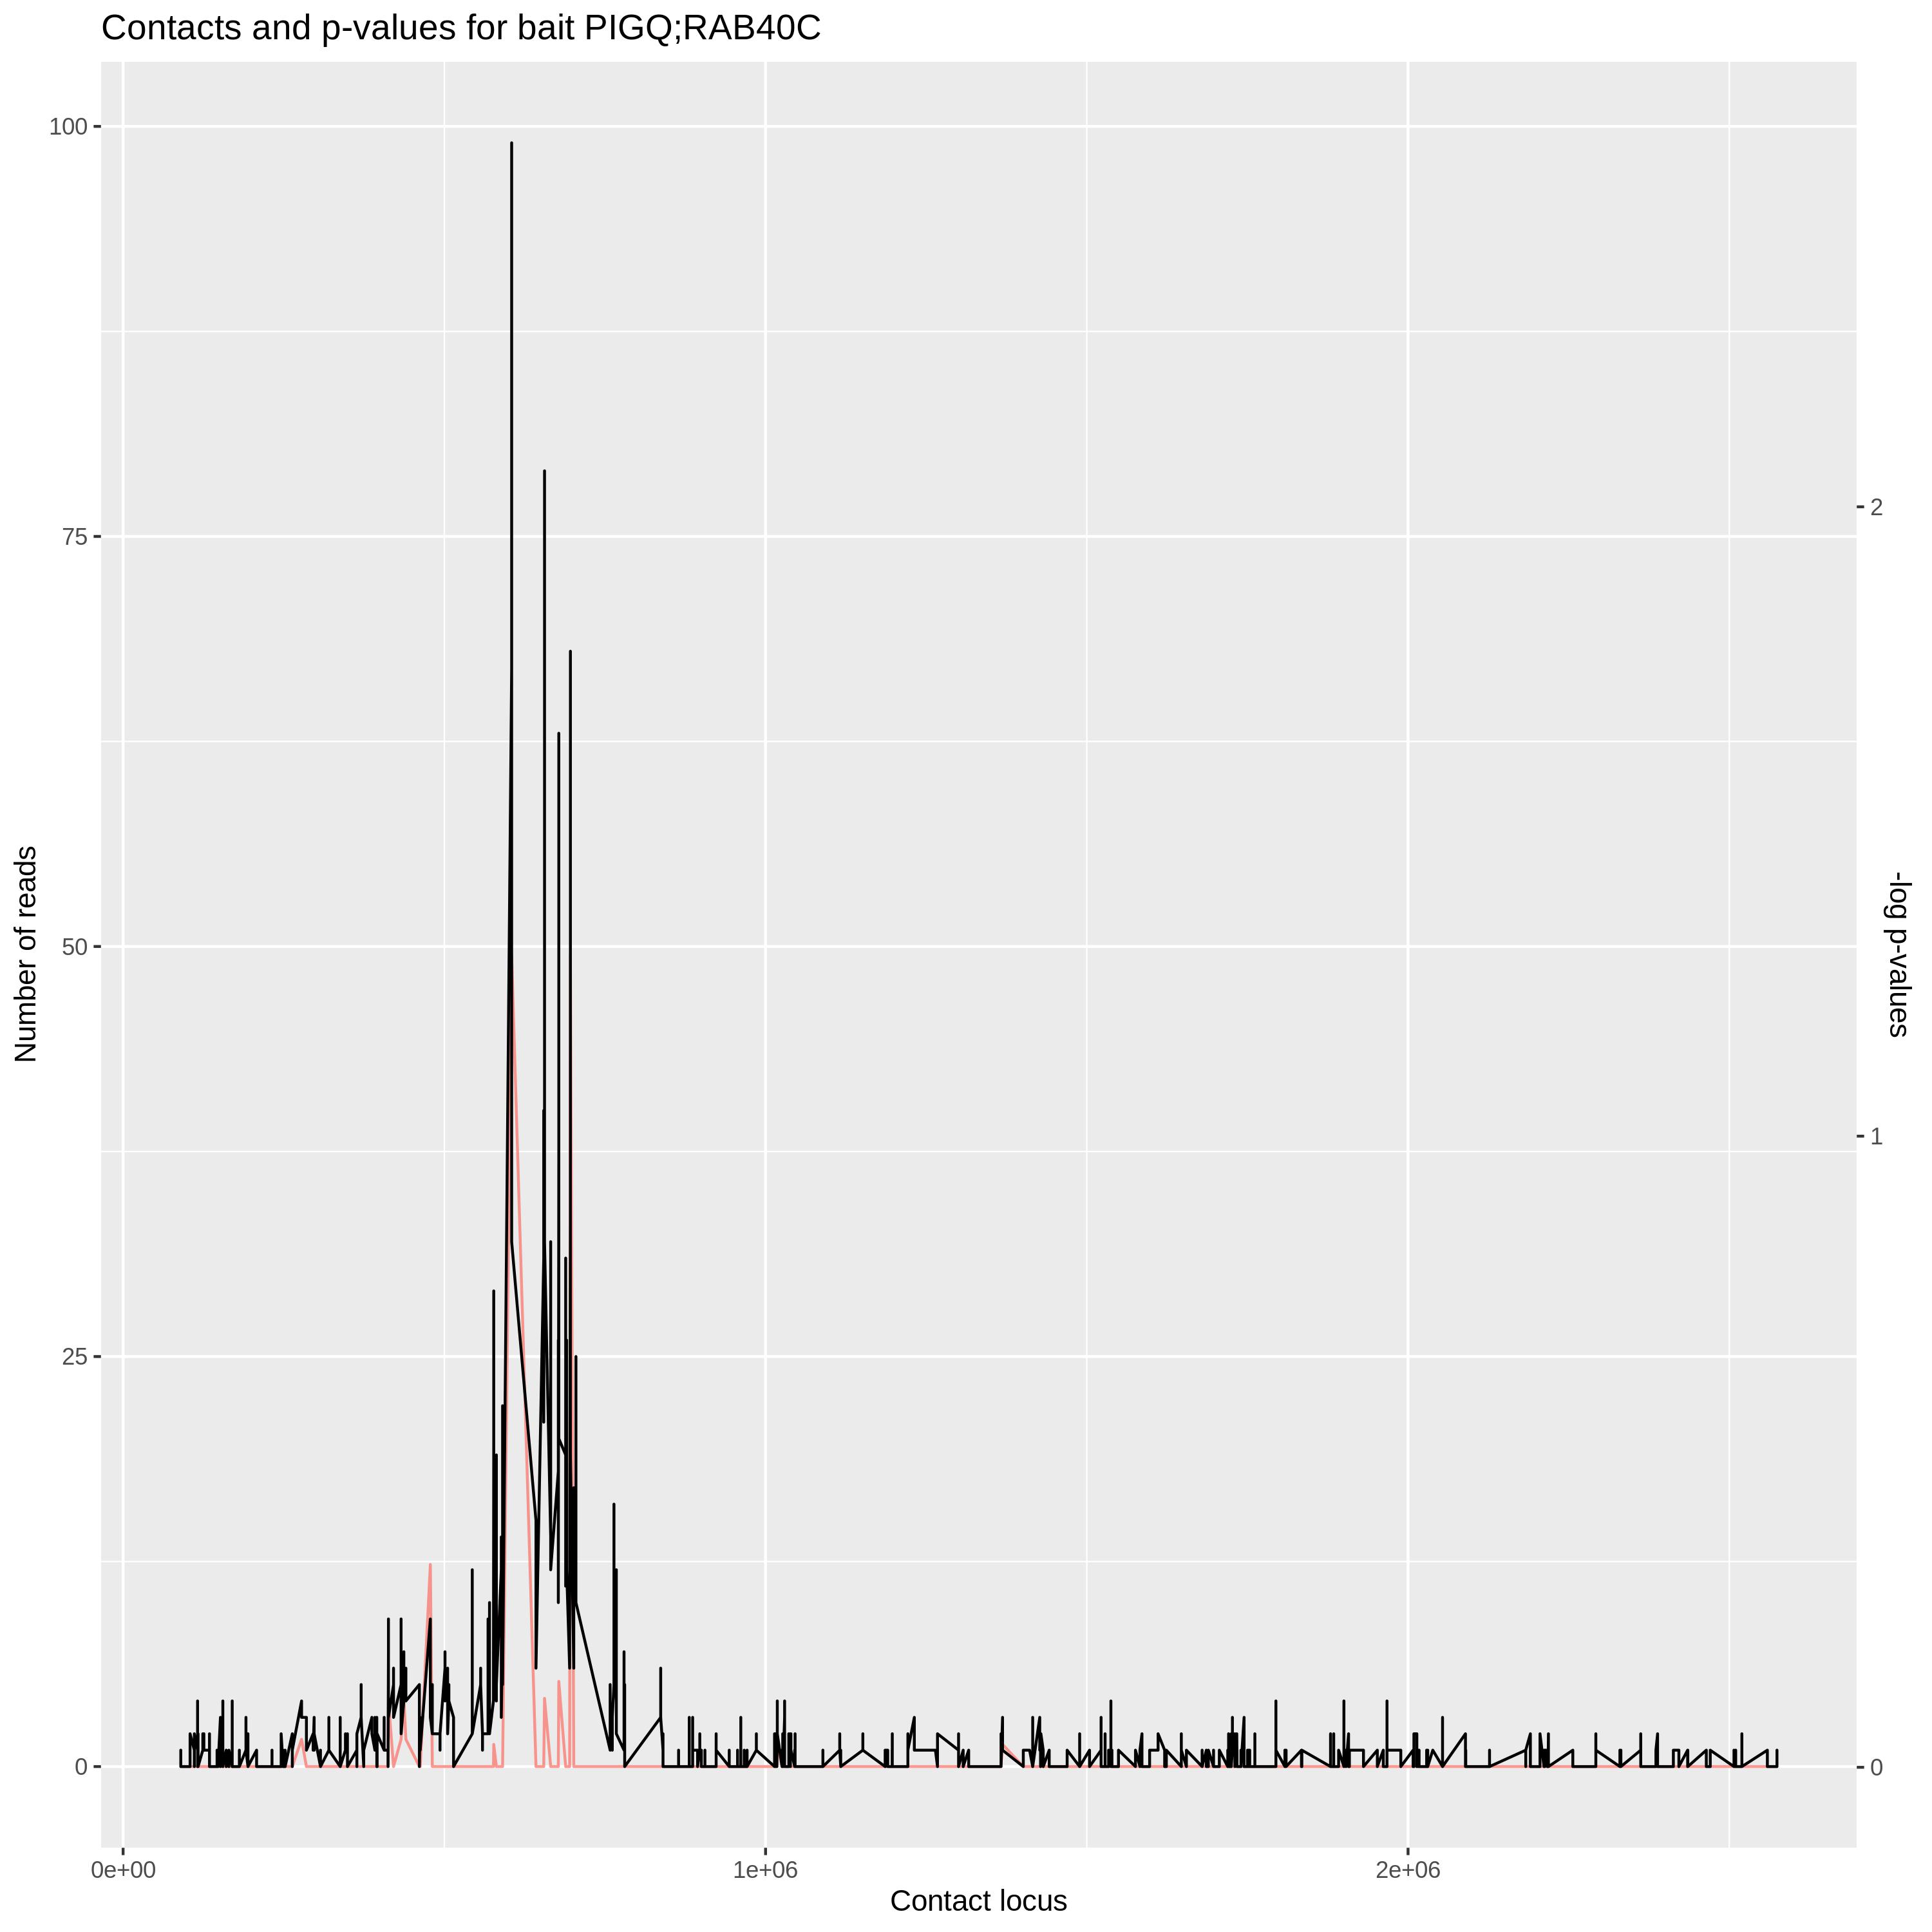 Contacts and p-values for bait PIGQ;RAB40C
100
75
50
25
0
Number of reads
2
1
0
-log p-values
0e+00
1e+06
2e+06
Contact locus